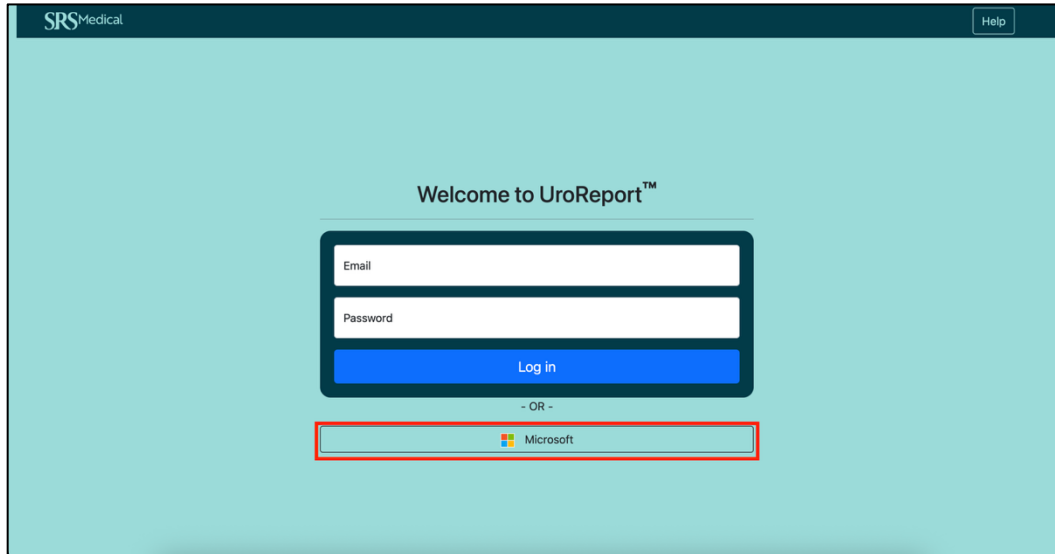 SRSMedical
Help
Welcome to UroReport™
Email
Password
Log in
- OR -
Microsoft